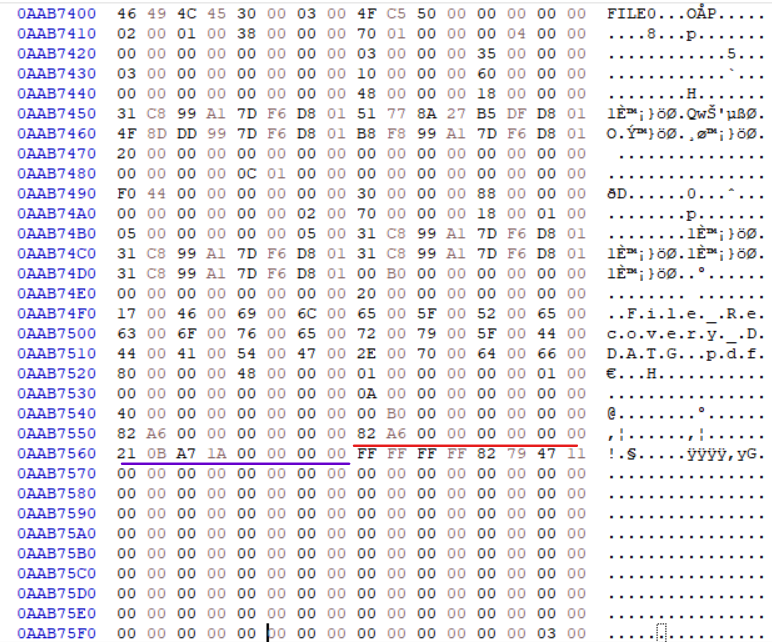 0AAB7400 46 49 4C 45 30 00 03 00 4F C5 50 00 00 00 00 00 FILE0...OÅP.....
0AAB7410 02 00 01 00 38 00 00 00 70 01 00 00 00 04 00 00 ....8...p.......
0AAB7420 00 00 00 00 00 00 00 00 03 00 00 00 35 00 00 00 ............5...
0AAB7430 03 00 00 00 00 00 00 00 10 00 00 00 60 00 00 00 ............`...
0AAB7440 00 00 00 00 00 00 00 00 48 00 00 00 18 00 00 00 ........H.......
0AAB7450 31 C8 99 A1 7D F6 D8 01 51 77 8A 27 B5 DF D8 01 1È™¡}öØ.QwŠ'µßØ.
0AAB7460 4F 8D DD 99 7D F6 D8 01 B8 F8 99 A1 7D F6 D8 01 O.Ý™}öØ.¸ø™¡}öØ.
0AAB7470 20 00 00 00 00 00 00 00 00 00 00 00 00 00 00 00 ...............
0AAB7480 00 00 00 00 0C 01 00 00 00 00 00 00 00 00 00 00 ................
0AAB7490 F0 44 00 00 00 00 00 00 30 00 00 00 88 00 00 00 ðD......0...ˆ...
0AAB74A0 00 00 00 00 00 00 02 00 70 00 00 00 18 00 01 00 ........p.......
0AAB74B0 05 00 00 00 00 00 05 00 31 C8 99 A1 7D F6 D8 01 ........1È™¡}öØ.
0AAB74C0 31 C8 99 A1 7D F6 D8 01 31 C8 99 A1 7D F6 D8 01 1È™¡}öØ.1È™¡}öØ.
0AAB74D0 31 C8 99 A1 7D F6 D8 01 00 B0 00 00 00 00 00 00 1È™¡}öØ..°......
0AAB74E0 00 00 00 00 00 00 00 00 20 00 00 00 00 00 00 00 ........ .......
0AAB74F0 17 00 46 00 69 00 6C 00 65 00 5F 00 52 00 65 00 ..F.i.l.e._.R.e.
0AAB7500 63 00 6F 00 76 00 65 00 72 00 79 00 5F 00 44 00 c.o.v.e.r.y._.D.
0AAB7510 44 00 41 00 54 00 47 00 2E 00 70 00 64 00 66 00 D.A.T.G...p.d.f.
0AAB7520 80 00 00 00 48 00 00 00 01 00 00 00 00 00 01 00 €...H...........
0AAB7530 00 00 00 00 00 00 00 00 0A 00 00 00 00 00 00 00 ................
0AAB7540 40 00 00 00 00 00 00 00 00 B0 00 00 00 00 00 00 @........°......
0AAB7550 82 A6 00 00 00 00 00 00 82 A6 00 00 00 00 00 00 ‚¦......‚¦......
0AAB7560 21 0B A7 1A 00 00 00 00 FF FF FF FF 82 79 47 11 !.§.....ÿÿÿÿ‚yG.
0AAB7570 00 00 00 00 00 00 00 00 00 00 00 00 00 00 00 00 ................
0AAB7580 00 00 00 00 00 00 00 00 00 00 00 00 00 00 00 00 ................
0AAB7590 00 00 00 00 00 00 00 00 00 00 00 00 00 00 00 00 ................
0AAB75A0 00 00 00 00 00 00 00 00 00 00 00 00 00 00 00 00 ................
0AAB75B0 00 00 00 00 00 00 00 00 00 00 00 00 00 00 00 00 ................
0AAB75C0 00 00 00 00 00 00 00 00 00 00 00 00 00 00 00 00 ................
0AAB75D0 00 00 00 00 00 00 00 00 00 00 00 00 00 00 00 00 ................
0AAB75E0 00 00 00 00 00 00 00 00 00 00 00 00 00 00 00 00 ................
0AAB75F0 00 00 00 00 00 00 00 00 00 00 00 00 00 00 03 00 ................